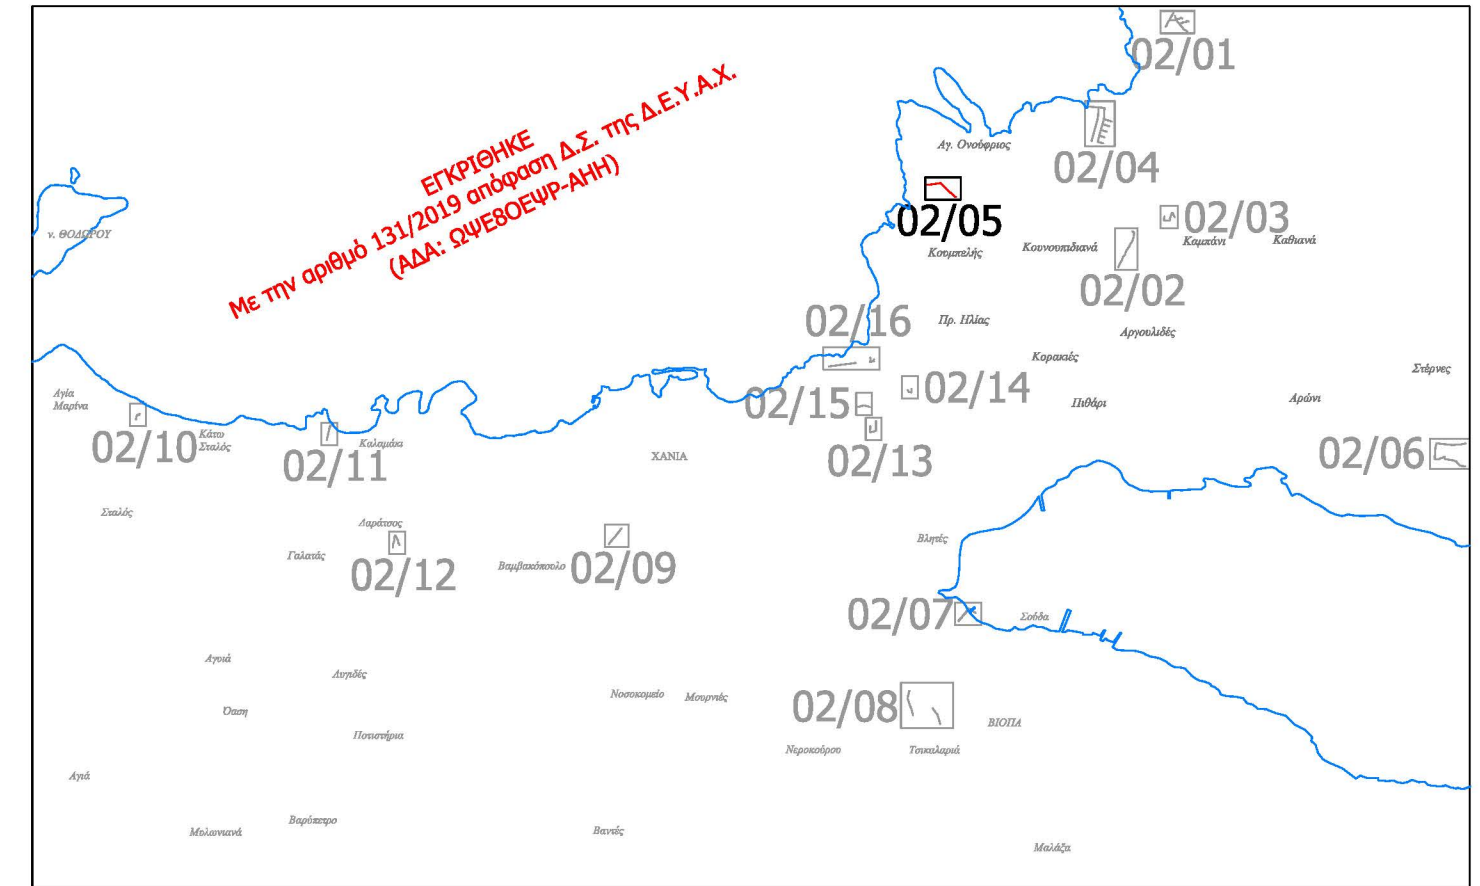 02/01
ΕΓΚΡΙΘΗΚΕ
Με την αριθμό 131/2019 απόφαση Δ.Σ. της Δ.Ε.Υ.Α.Χ.
(ΑΔΑ: ΩΨΕ8ΟΕΨΡ-ΑΗΗ)
Αγ. Ονούφριος
02/04
02/05
02/03
ν. ΘΟΔΩΡΟΥ
Κουμπελής
Κουνουπιδιανά
Καμπάνι
Καθιανά
02/02
02/16
Πρ. Ηλίας
Αργουλιδές
Κορακιές
Στέρνες
Αγία
Μαρίνα
02/15
02/14
Πιθάρι
Αρώνι
02/10
Κάτω
Σταλός
02/11
Καλαμάκι
ΧΑΝΙΑ
02/13
02/06
Σταλός
Λαράτσος
Γαλατάς
02/12
Βαμβακόπουλο
02/09
Βλητές
02/07
Σούδα
Αγυιά
Λυγιδές
Νοσοκομείο
Μουρνιές
02/08
Όαση
ΒΙΟΠΑ
Ποτιστήρια
Νεροκούρου
Τσικαλαριά
Αγιά
Μυλωνιανά
Βαρύπετρο
Βαντές
Μαλάξα